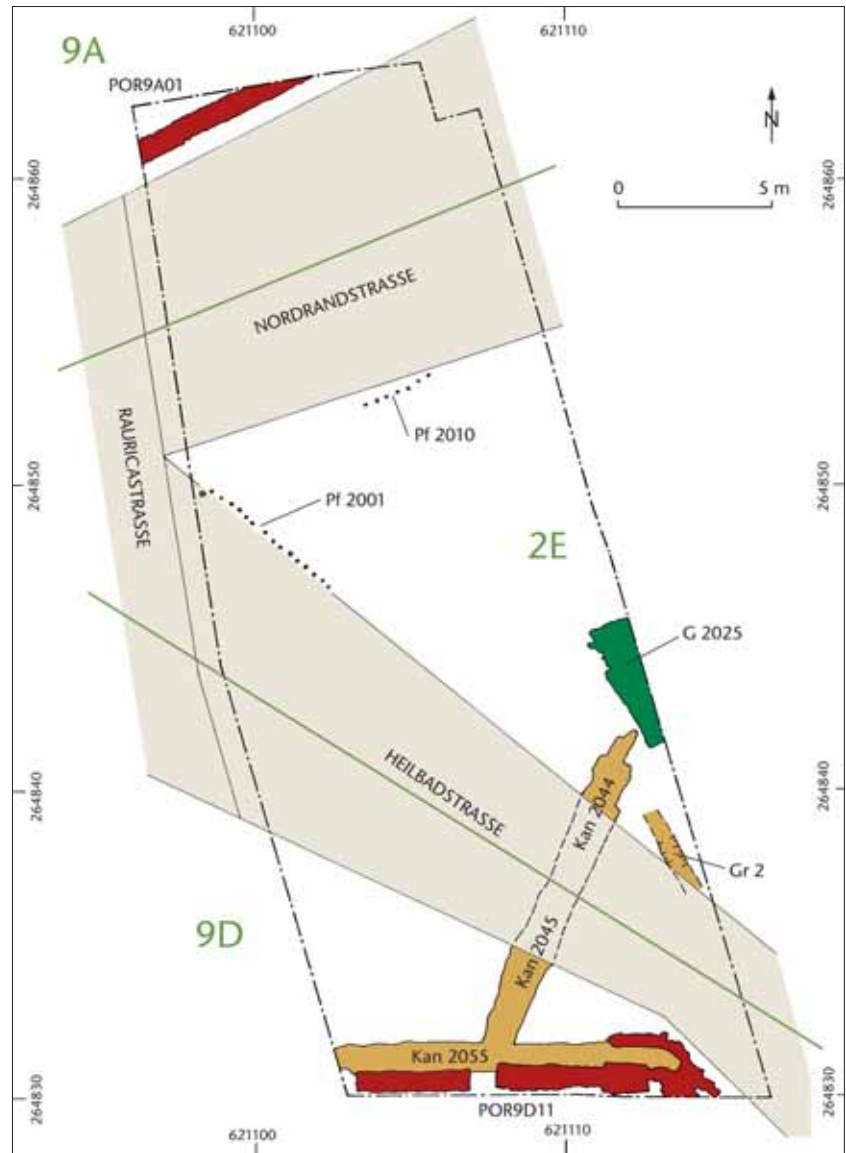 621100
621110
9A
POR9A01
N
264860
264860
0
5 m
NORDRANDSTRASSE
RAURICASTRASSE
Pf 2010
264850
264850
Pf 2001
2E
G 2025
HEILBADSTRASSE
264840
264840
Kan 2044
Gr 2
9D
Kan 2045
Kan 2055
264830
264830
POR9D11
621100
621110